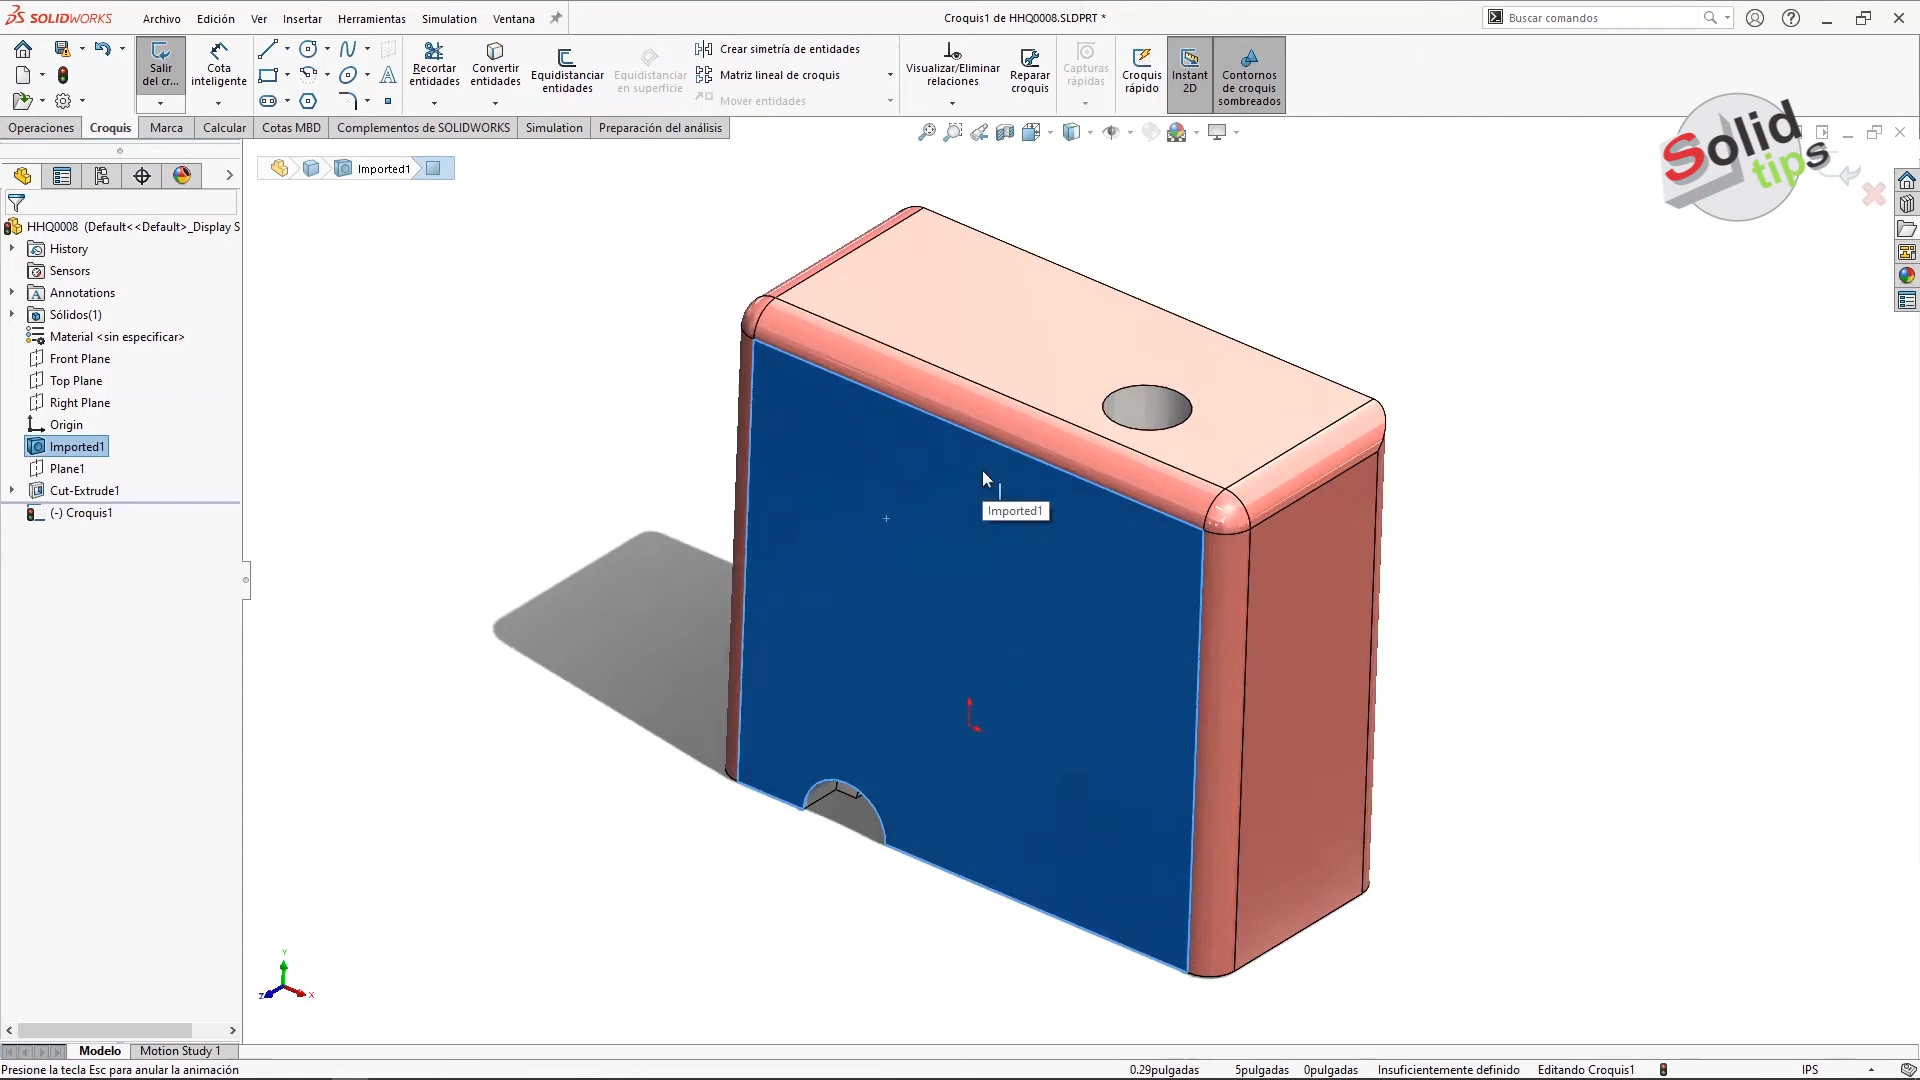 SOLIDWORKS
Archivo Edición Ver Insertar Herramientas Simulation Ventana
Croquis1 de HHQ0008.SLDPRT *
Buscar comandos
Salir del cr...
Cota inteligente
Recortar entidades
Convertir entidades
Equidistanciar entidades
Equidistanciar en superficie
Crear simetría de entidades
Matriz lineal de croquis
Mover entidades
Visualizar/Eliminar relaciones
Reparar croquis
Capturas rápidas
Croquis rápido
Instant 2D
Contornos de croquis sombreados
Operaciones Croquis Marca Calcular Cotas MBD Complementos de SOLIDWORKS Simulation Preparación del análisis
Solid
tips
Imported1
HHQ0008 (Default<<Default>_Display S
History
Sensors
Annotations
Sólidos(1)
Material <sin especificar>
Front Plane
Top Plane
Right Plane
Origin
Imported1
Plane1
Cut-Extrude1
(-) Croquis1
Imported1
Y
Z
X
Modelo Motion Study 1
Presione la tecla Esc para anular la animación
0.29pulgadas 5pulgadas 0pulgadas Insuficientemente definido Editando Croquis1 IPS